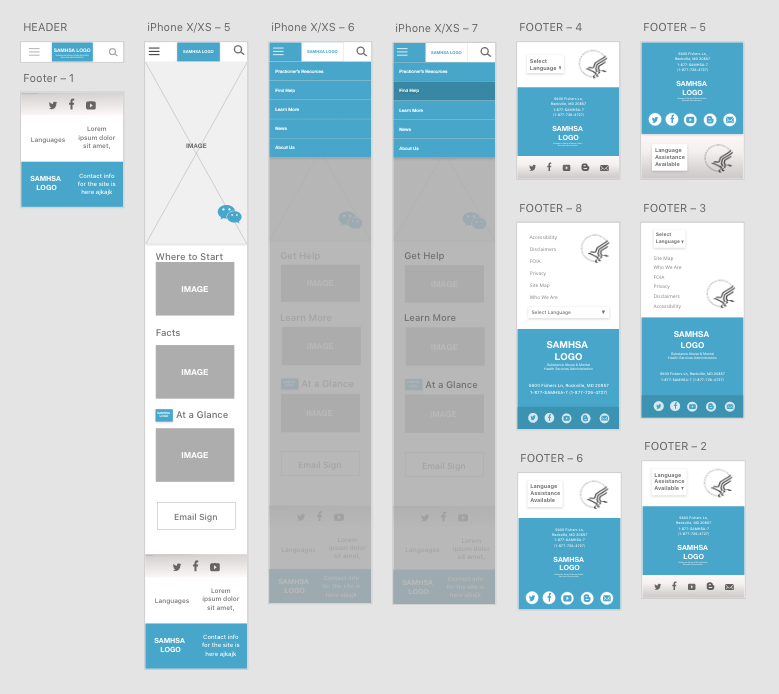 HEADER
SAMHSA LOGO
Footer – 1
Languages
Lorem
ipsum dolor
sit amet,
SAMHSA
LOGO
Contact info
for the site is
here ajkajk
iPhone X/XS – 5
SAMHSA LOGO
IMAGE
Where to Start
IMAGE
Facts
IMAGE
At a Glance
IMAGE
Email Sign
Languages
Lorem
ipsum dolor
sit amet,
SAMHSA
LOGO
Contact info
for the site is
here ajkajk
iPhone X/XS – 6
SAMHSA LOGO
Practioner's Resources
Find Help
Learn More
News
About Us
Get Help
IMAGE
Learn More
IMAGE
At a Glance
IMAGE
Email Sign
Languages
Lorem
ipsum dolor
sit amet,
SAMHSA
LOGO
Contact info
for the site is
here ajkajk
iPhone X/XS – 7
SAMHSA LOGO
Practioner's Resources
Find Help
Learn More
News
About Us
Get Help
IMAGE
Learn More
IMAGE
At a Glance
IMAGE
Email Sign
Languages
Lorem
ipsum dolor
sit amet,
SAMHSA
LOGO
Contact info
for the site is
here ajkajk
FOOTER – 4
Select
Language
5600 Fishers Ln,
Rockville, MD 20857
1-877-SAMHSA-7
(1-877-726-4727)
SAMHSA
LOGO
FOOTER – 5
5600 Fishers Ln,
Rockville, MD 20857
1-877-SAMHSA-7
(1-877-726-4727)
SAMHSA
LOGO
Language
Assistance
Available
FOOTER – 8
Accessibility
Disclaimers
FOIA
Privacy
Site Map
Who We Are
Select Language
SAMHSA
LOGO
Substance Abuse & Mental
Health Services Administration
5600 Fishers Ln, Rockville, MD 20857
1-877-SAMHSA-7 (1-877-726-4727)
FOOTER – 3
Select
Language
Site Map
Who We Are
FOIA
Privacy
Disclaimers
Accessibility
SAMHSA
LOGO
Substance Abuse & Mental
Health Services Administration
5600 Fishers Ln, Rockville, MD 20857
1-877-SAMHSA-7 (1-877-726-4727)
FOOTER – 6
Language
Assistance
Available
5600 Fishers Ln,
Rockville, MD 20857
1-877-SAMHSA-7
(1-877-726-4727)
SAMHSA
LOGO
FOOTER – 2
Language
Assistance
Available
5600 Fishers Ln,
Rockville, MD 20857
1-877-SAMHSA-7
(1-877-726-4727)
SAMHSA
LOGO